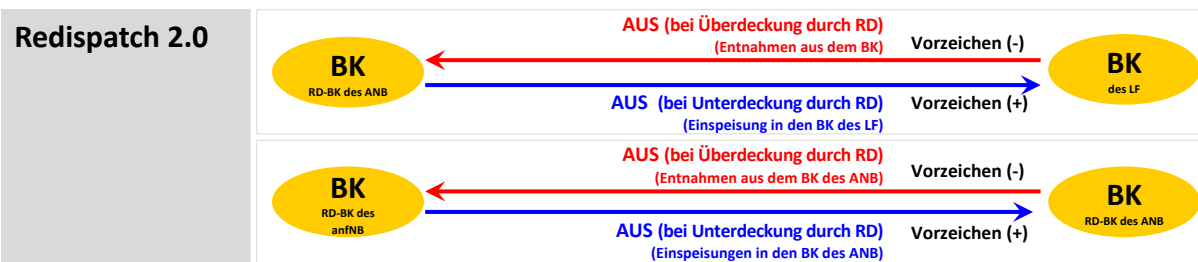 Redispatch 2.0
AUS (bei Überdeckung durch RD)
(Entnahmen aus dem BK)
Vorzeichen (-)
BK
RD-BK des ANB
BK
des LF
AUS (bei Unterdeckung durch RD)
Vorzeichen (+)
(Einspeisung in den BK des LF)
AUS (bei Überdeckung durch RD)
(Entnahmen aus dem BK des ANB)
Vorzeichen (-)
BK
RD-BK des
anfNB
BK
RD-BK des ANB
AUS (bei Unterdeckung durch RD)
Vorzeichen (+)
(Einspeisungen in den BK des ANB)